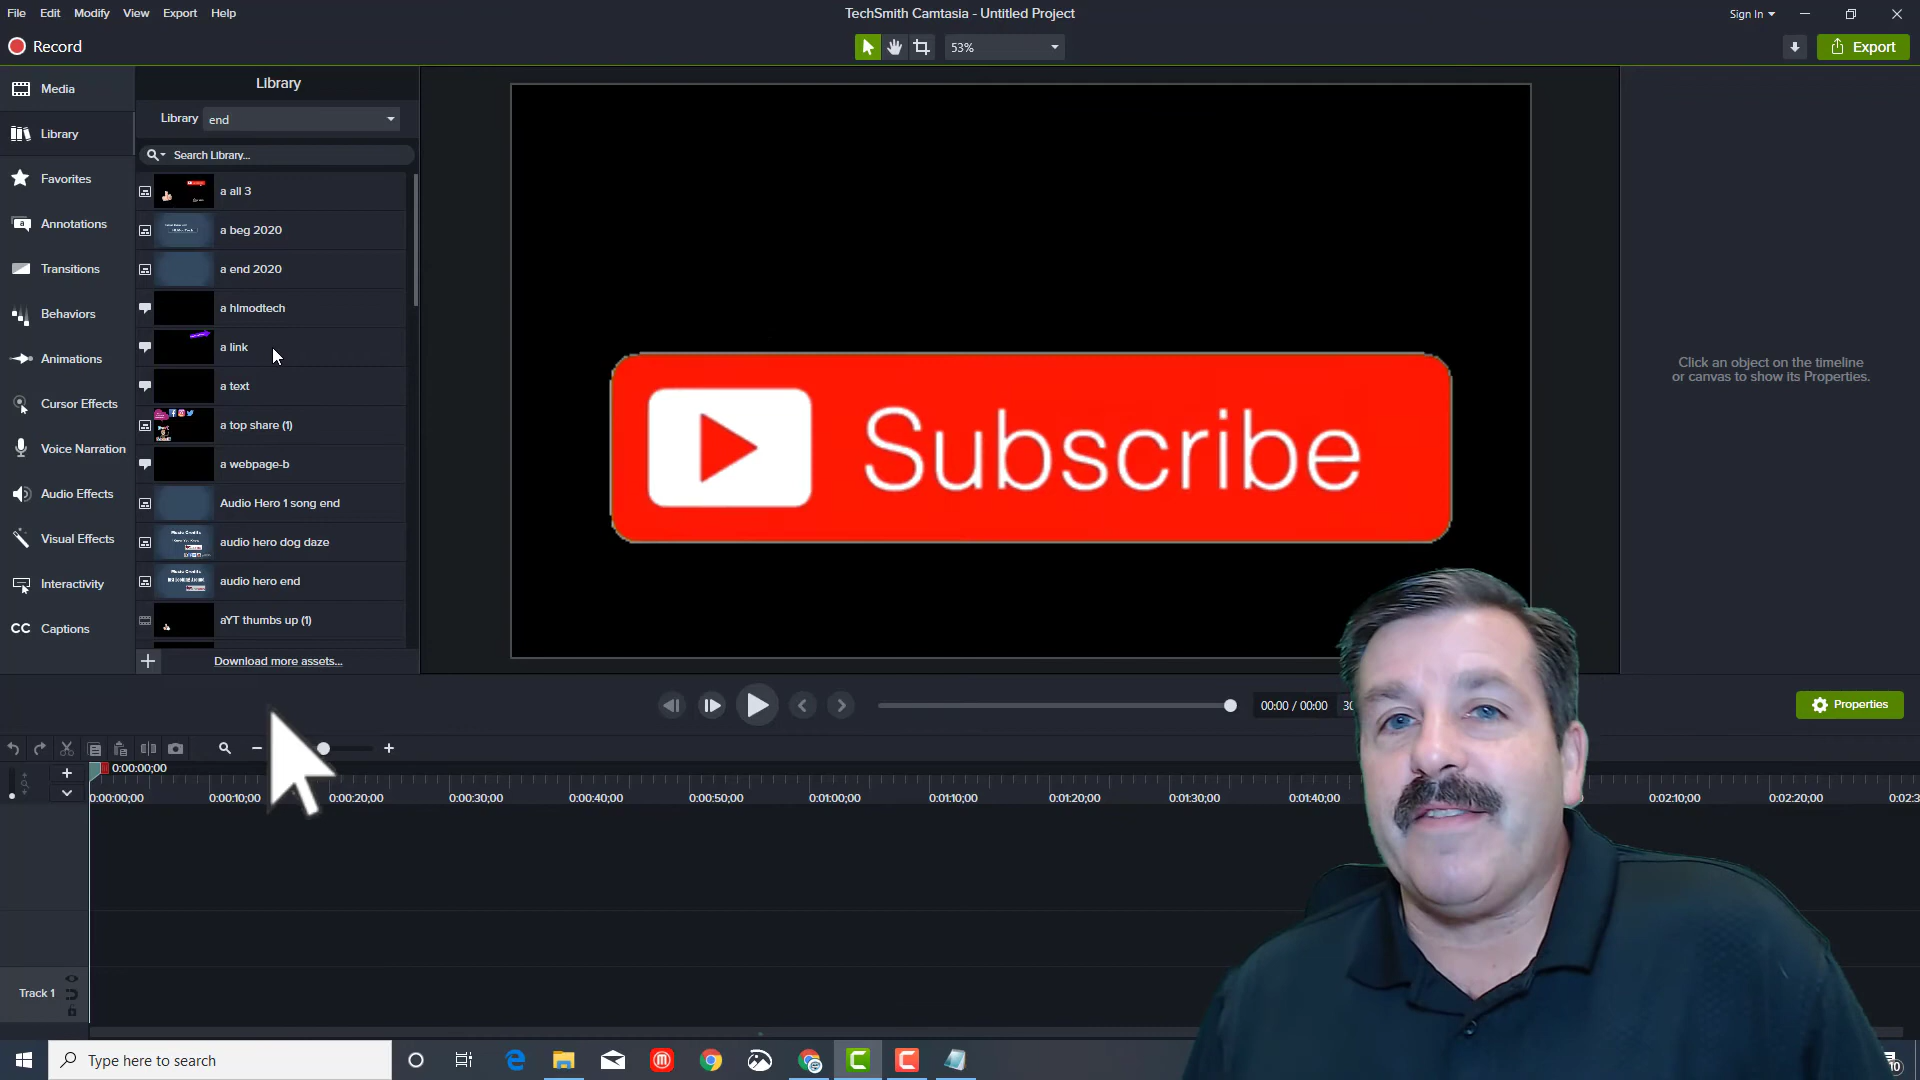 File Edit Modify View Export Help
TechSmith Camtasia - Untitled Project
Sign In
Record
53%
Export
Media
Library
Favorites
Annotations
Transitions
Behaviors
Animations
Cursor Effects
Voice Narration
Audio Effects
Visual Effects
Interactivity
CC Captions
Library
Library end
Search Library...
a all 3
a beg 2020
a end 2020
a hlmodtech
a link
a text
a top share (1)
a webpage-b
Audio Hero 1 song end
audio hero dog daze
audio hero end
aYT thumbs up (1)
Download more assets...
Subscribe
Click an object on the timeline
or canvas to show its Properties.
00:00 / 00:00 30
Properties
0:00:00;00
0:00:00;00 0:00:10;00 0:00:20;00 0:00:30;00 0:00:40;00 0:00:50;00 0:01:00;00 0:01:10;00 0:01:20;00 0:01:30;00 0:01:40;00 0:02:10;00 0:02:20;00 0:02:3
Track 1
Type here to search
10